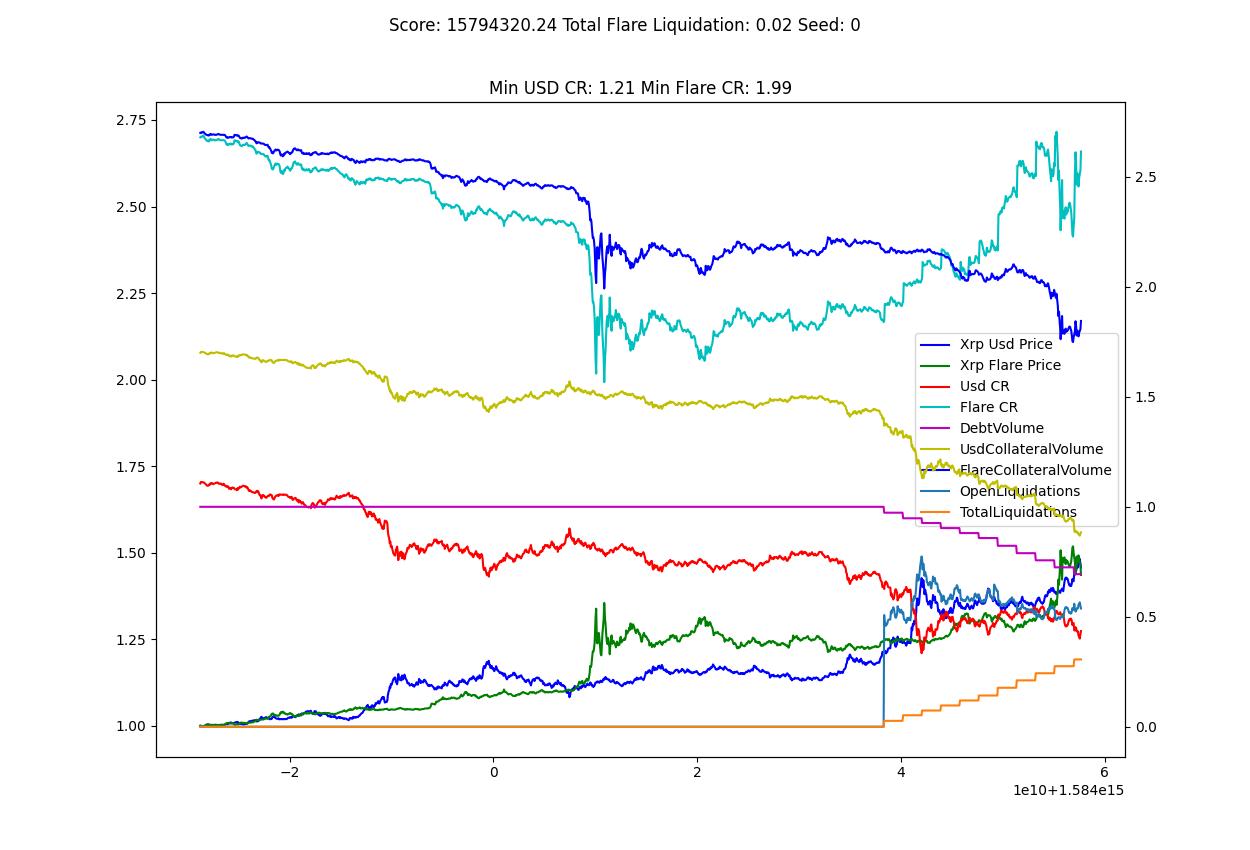 Score: 15794320.24 Total Flare Liquidation: 0.02 Seed: 0
Min USD CR: 1.21 Min Flare CR: 1.99
2.75
2.50
2.25
2.00
1.75
1.50
1.25
1.00
2.5
2.0
1.5
1.0
0.5
0.0
Xrp Usd Price
Xrp Flare Price
Usd CR
Flare CR
DebtVolume
UsdCollateralVolume
FlareCollateralVolume
OpenLiquidations
TotalLiquidations
−2
0
2
4
6
1e10+1.584e15